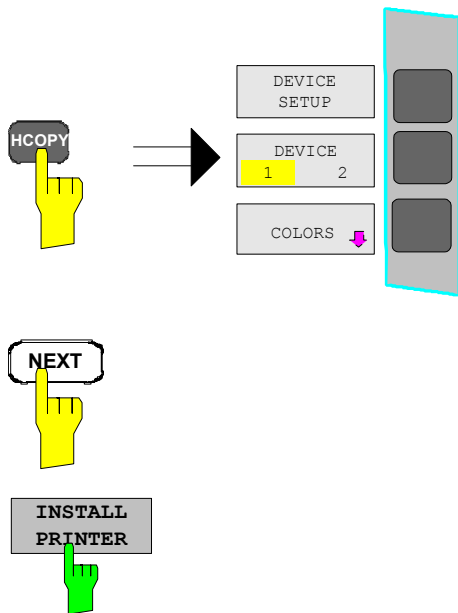 HCOPY
DEVICE
SETUP
DEVICE
1 2
COLORS
NEXT
INSTALL
PRINTER